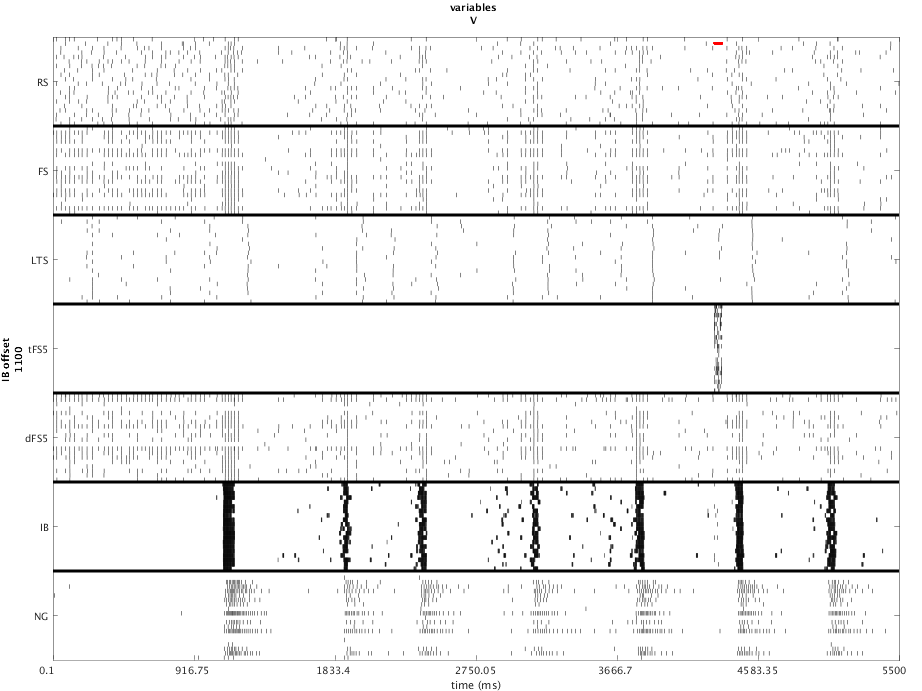 variables
V
RS
FS
LTS
tFS5
dFS5
IB
NG
IB offset
1100
0.1 916.75 1833.4 2750.05 3666.7 4583.35 5500
time (ms)